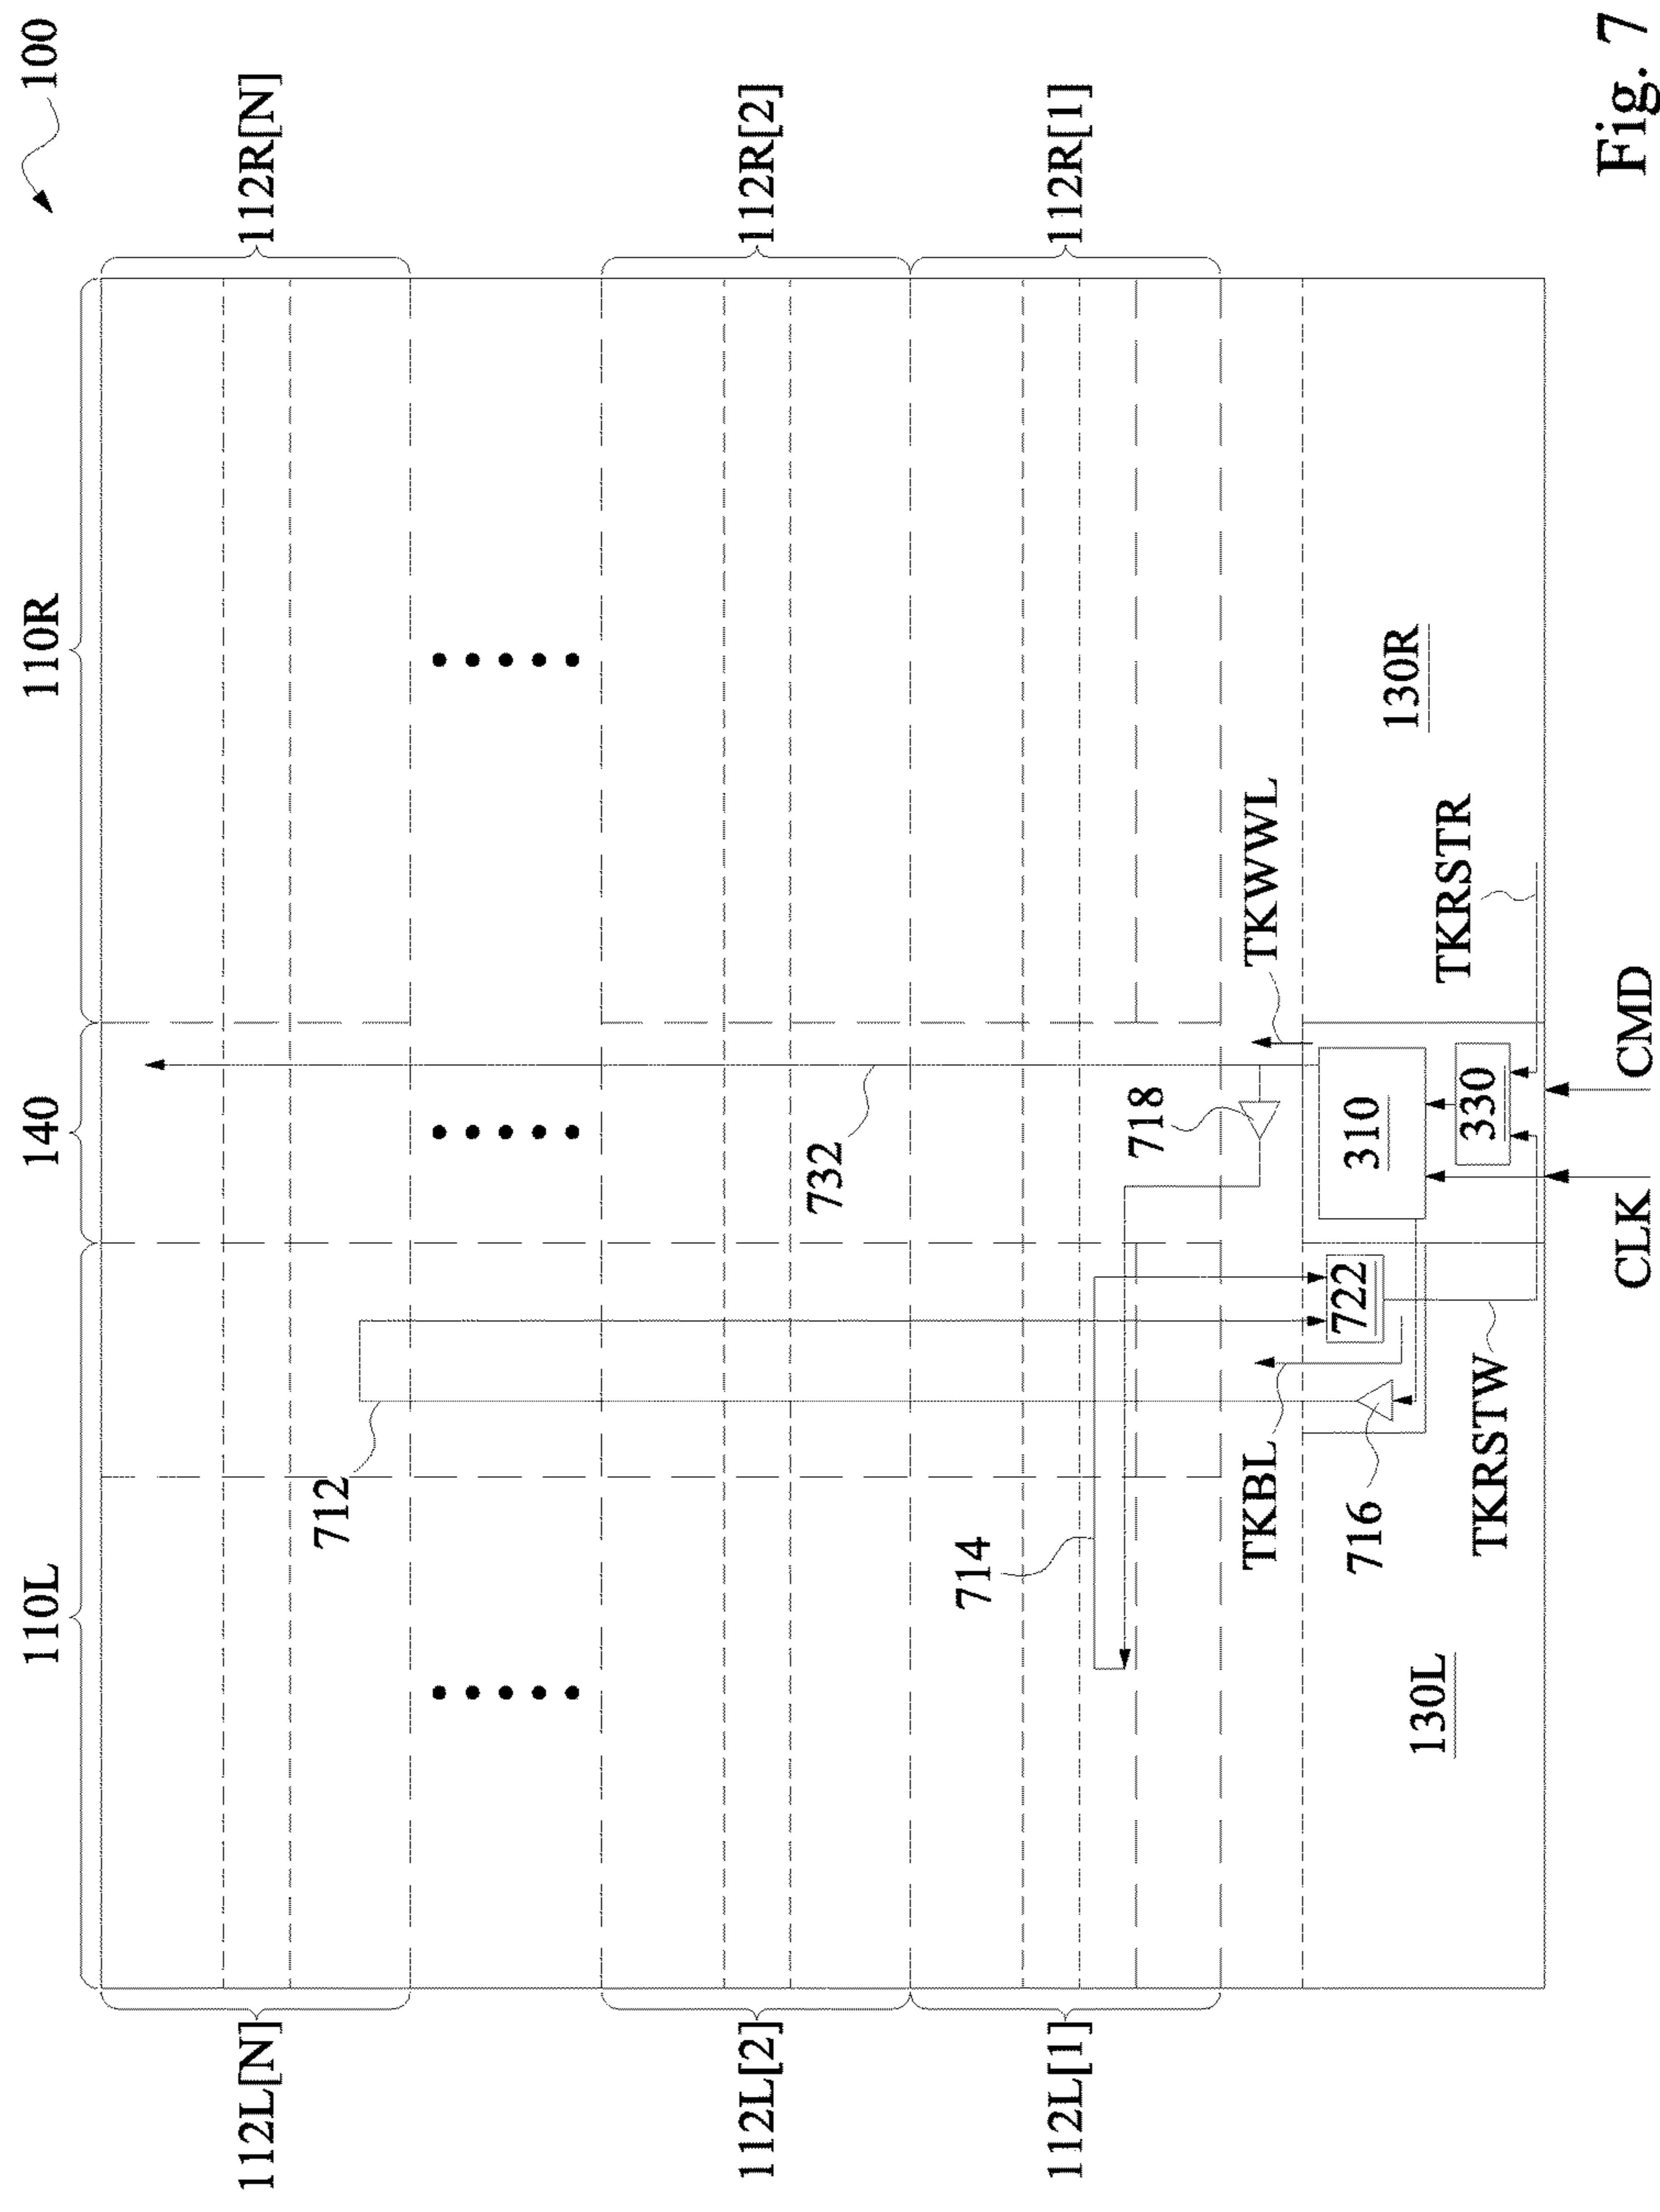 100
110L
140
110R
112L[N]
112R[N]
712
112L[2]
112R[2]
732
714
718
112L[1]
112R[1]
TKBL
TKWWL
716
722
310
130L
130R
TKRSTW
330
TKRSTR
CLK
CMD
Fig. 7